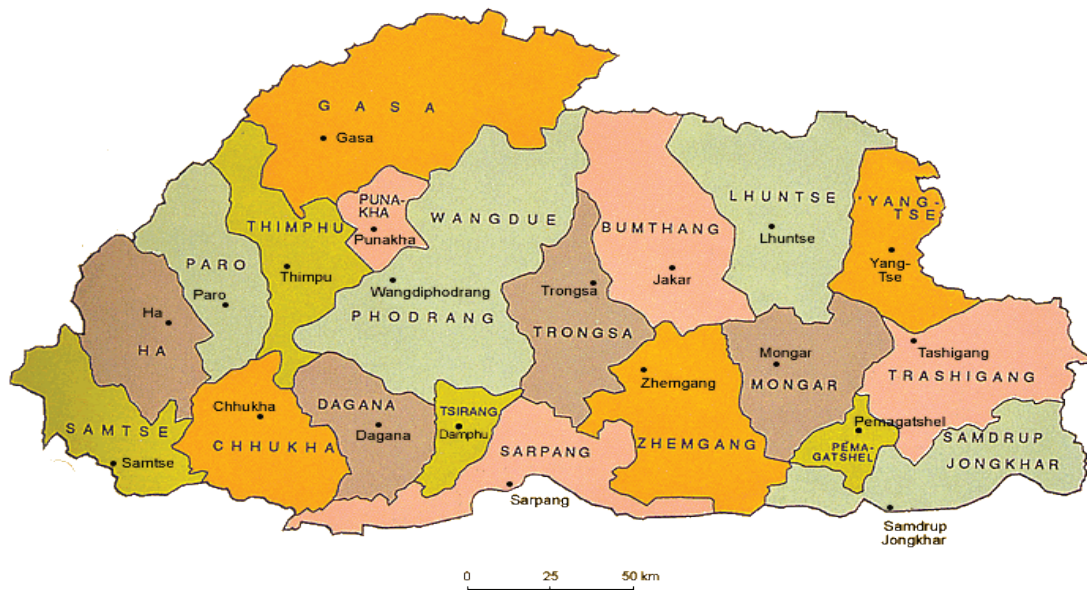 GASA
Gasa
PUNA-
KHA
Punakha
THIMPHU
Thimpu
WANGDUE
Wangdiphodrang
PHODRANG
PARO
Paro
Ha
HA
SAMTSE
Samtse
Chhukha
CHHUKHA
DAGANA
Dagana
TSIRANG
Damphu
SARPANG
Sarpang
Trongsa
TRONGSA
BUMTHANG
Jakar
LHUNTSE
Lhuntse
YANG-
TSE
Yang-
Tse
Zhemgang
ZHEMGANG
Mongar
MONGAR
Tashigang
TRASHIGANG
Pemagatshel
PEMA-
GATSHEL
SAMDRUP
JONGKHAR
Samdrup
Jongkhar
0 25 50 km